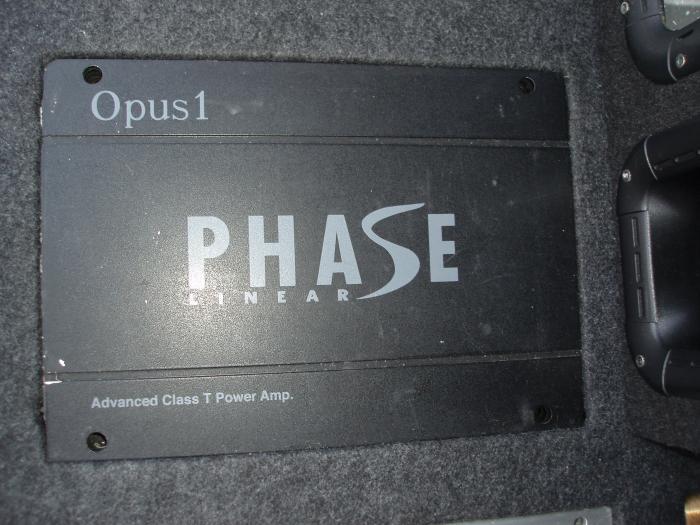 Opus1
PHASE
LINEAR
Advanced Class T Power Amp.